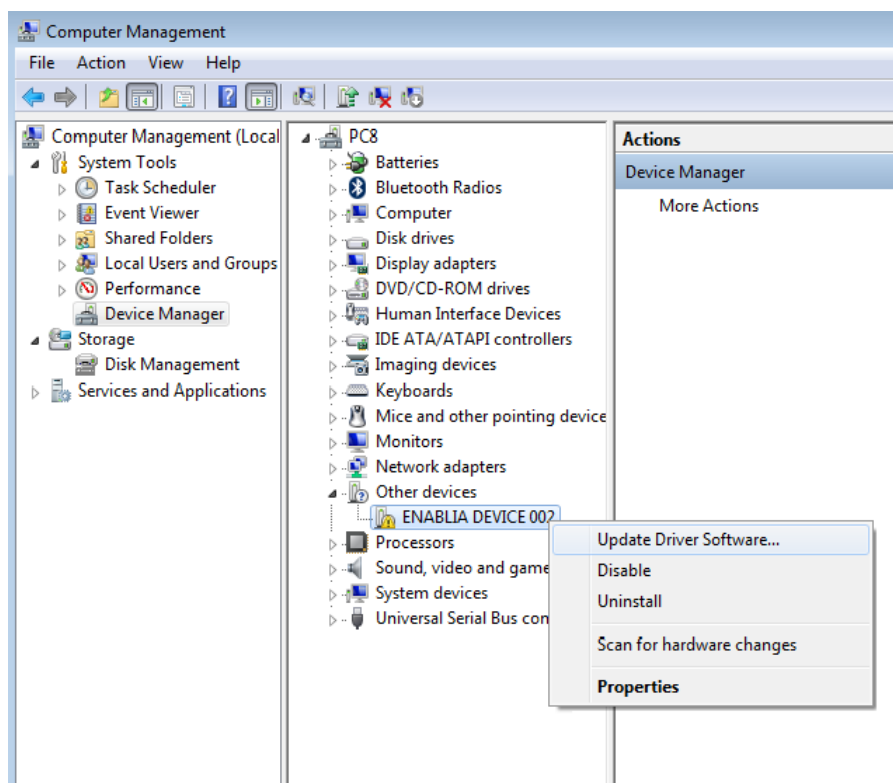 Computer Management
File Action View Help
Computer Management (Local
System Tools
Task Scheduler
Event Viewer
Shared Folders
Local Users and Groups
Performance
Device Manager
Storage
Disk Management
Services and Applications
PC8
Batteries
Bluetooth Radios
Computer
Disk drives
Display adapters
DVD/CD-ROM drives
Human Interface Devices
IDE ATA/ATAPI controllers
Imaging devices
Keyboards
Mice and other pointing device
Monitors
Network adapters
Other devices
ENABLIA DEVICE 002
Processors
Sound, video and game
System devices
Universal Serial Bus con
Update Driver Software...
Disable
Uninstall
Scan for hardware changes
Properties
Actions
Device Manager
More Actions